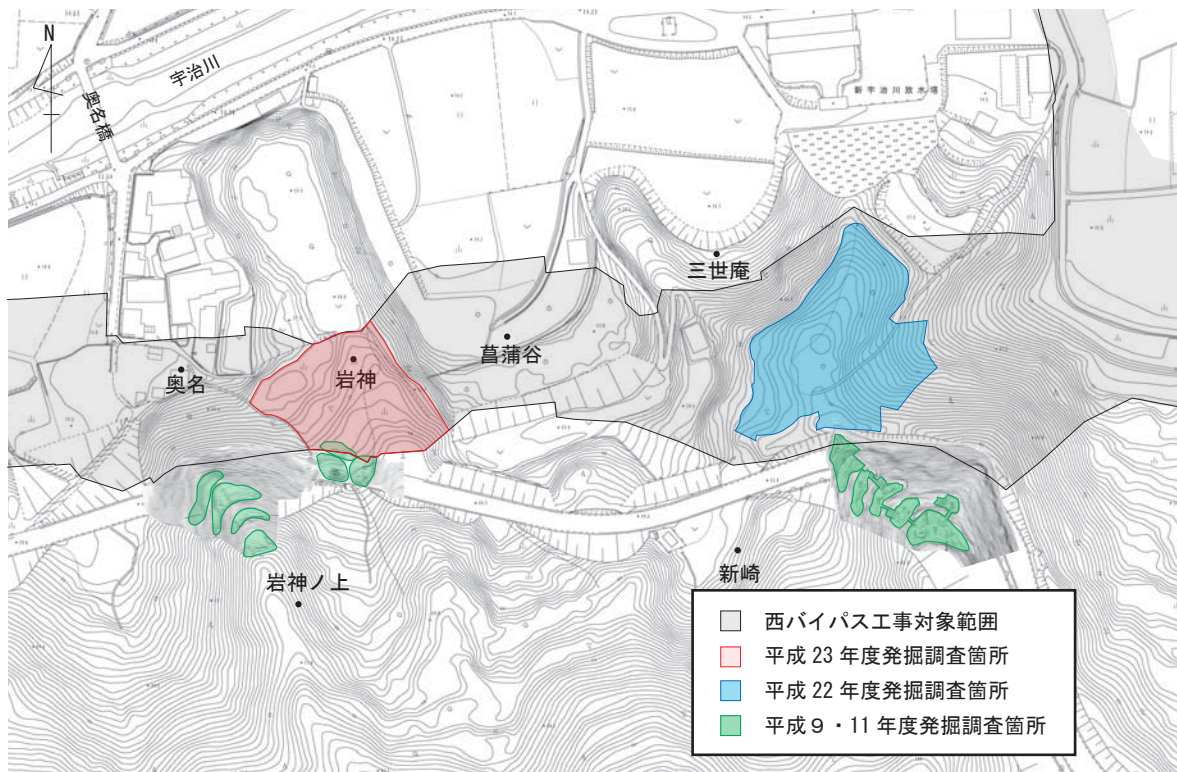 N
宇治川
奥名橋
新宇治川放水場
三世庵
菖蒲谷
岩神
奥名
岩神ノ上
新崎
西バイパス工事対象範囲
平成 23 年度発掘調査箇所
平成 22 年度発掘調査箇所
平成９・11 年度発掘調査箇所